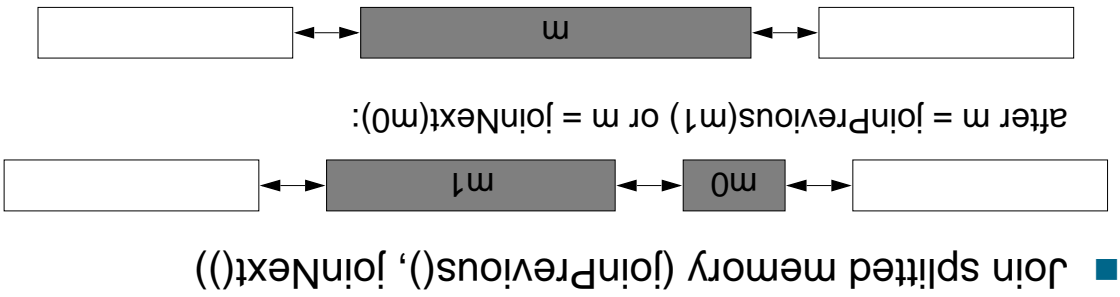 Join splitted memory (joinPrevious(), joinNext())
m0 m1
after m = joinPrevious(m1) or m = joinNext(m0):
m